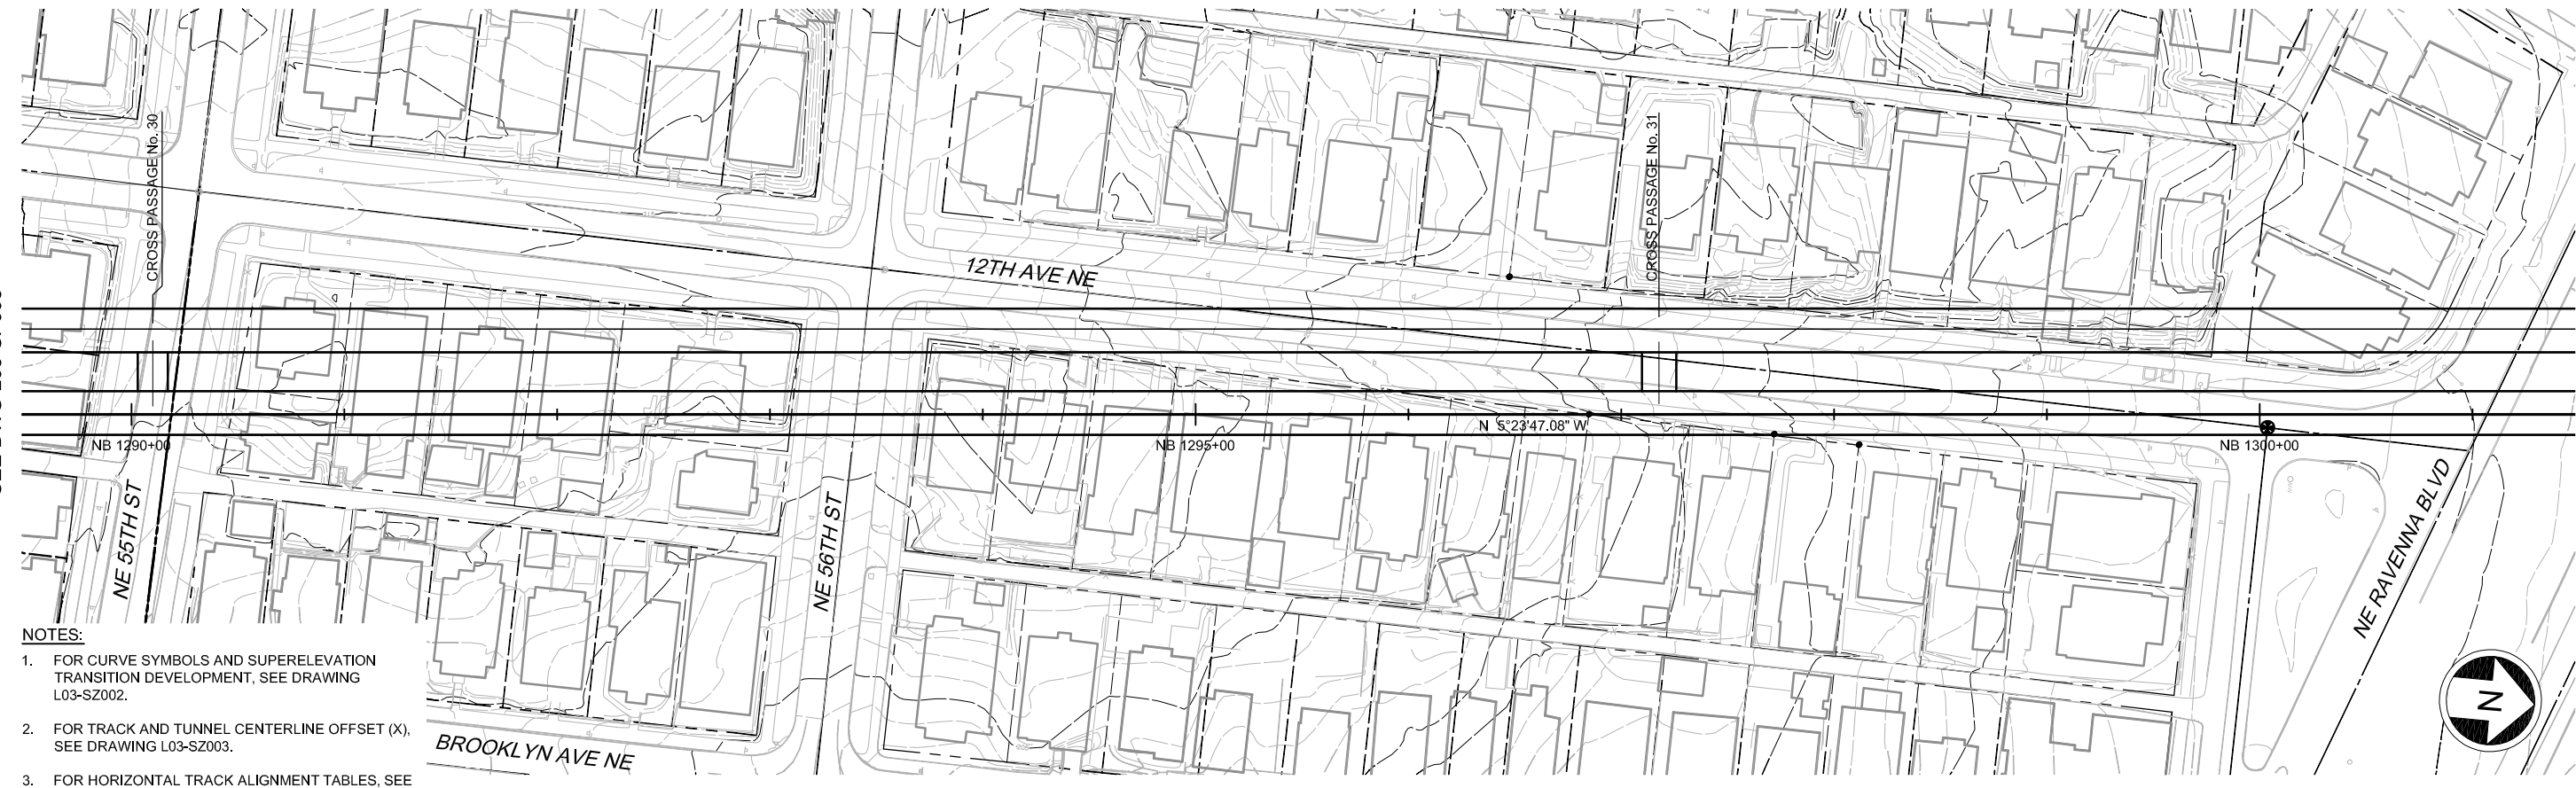 CROSS PASSAGE No. 30
CROSS PASSAGE No. 31
12TH AVE NE
N 5°23'47.08" W
NB 1290+00
NB 1295+00
NB 1300+00
NE 55TH ST
NE 56TH ST
NE RAVENNA BLVD
BROOKLYN AVE NE
N
NOTES:
1. FOR CURVE SYMBOLS AND SUPERELEVATION
TRANSITION DEVELOPMENT, SEE DRAWING
L03-SZ002.
2. FOR TRACK AND TUNNEL CENTERLINE OFFSET (X),
SEE DRAWING L03-SZ003.
3. FOR HORIZONTAL TRACK ALIGNMENT TABLES, SEE